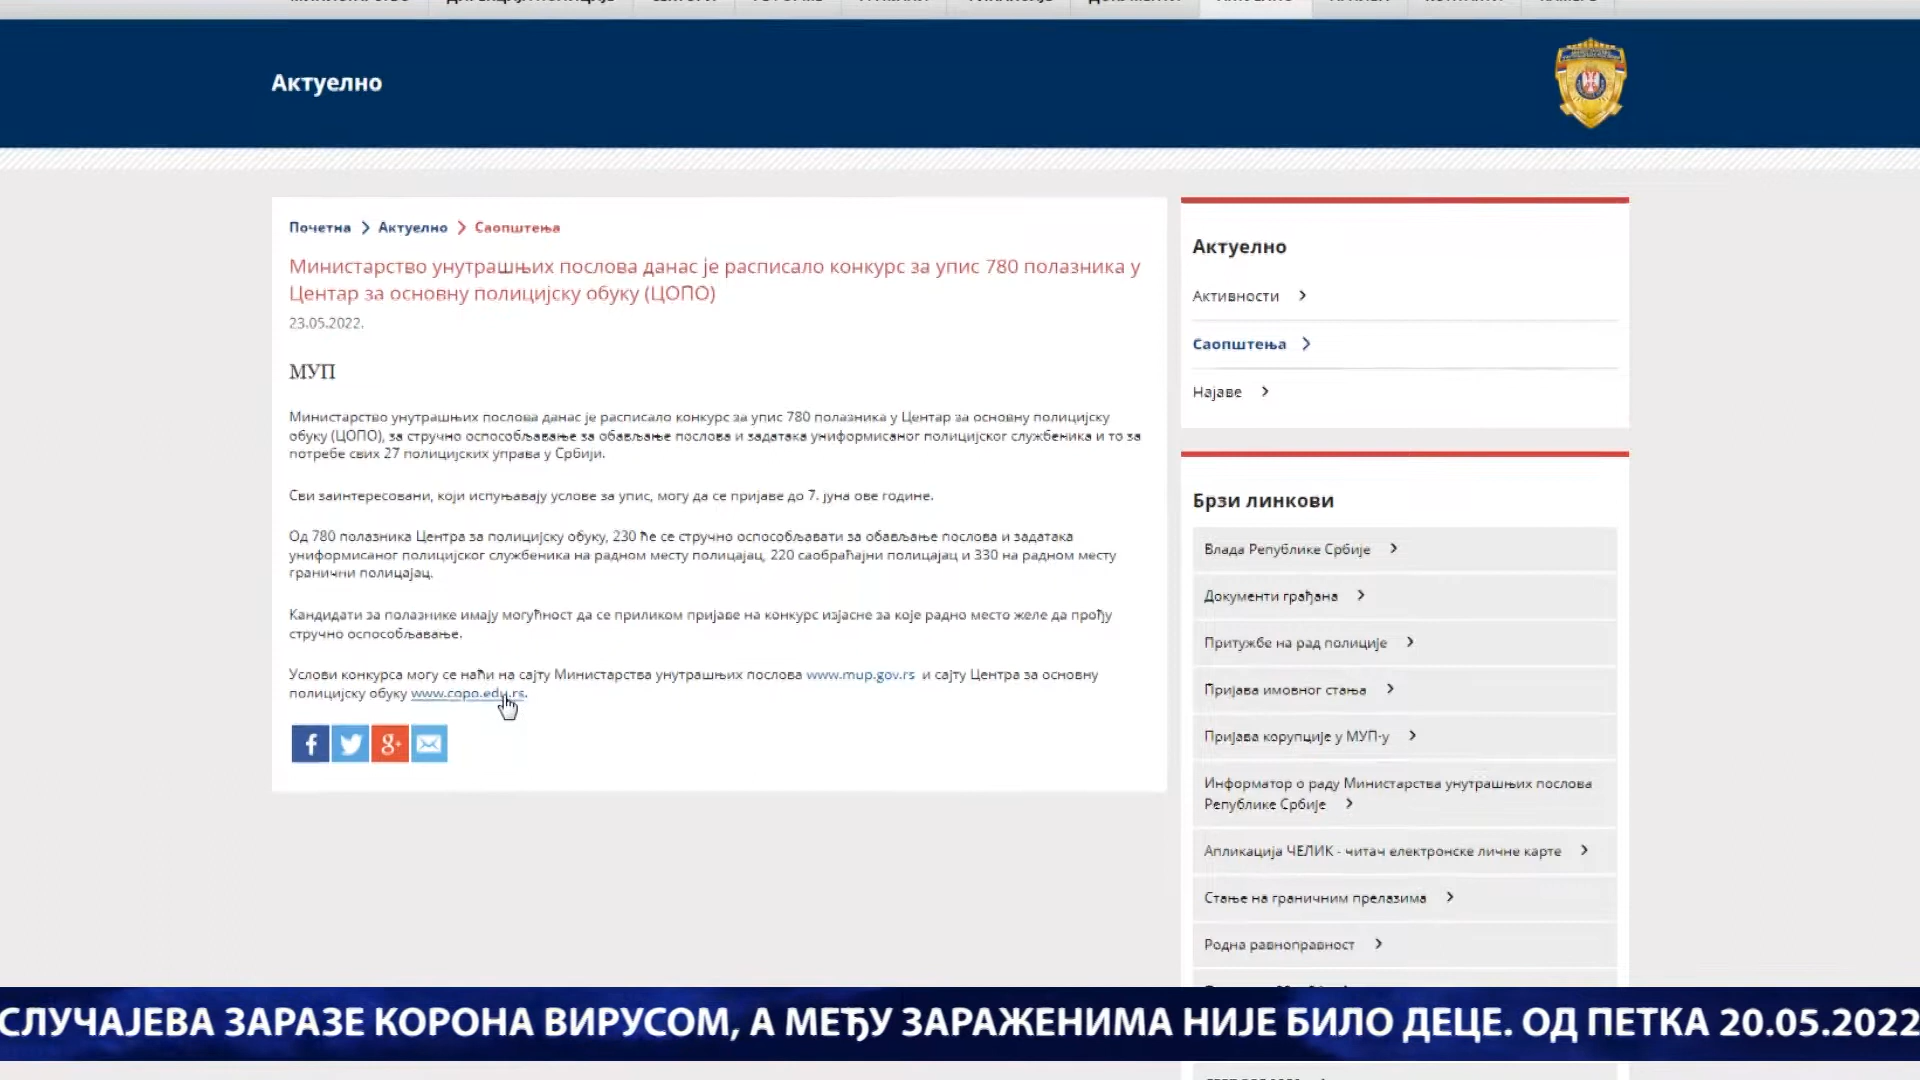 Актуелно
Почетна > Актуелно > Саопштења
Министарство унутрашњих послова данас је расписало конкурс за упис 780 полазника у
Центар за основну полицијску обуку (ЦОПО)
23.05.2022.
МУП
Министарство унутрашњих послова данас је расписало конкурс за упис 780 полазника у Центар за основну полицијску
обуку (ЦОПО), за стручно оспособљавање за обављање послова и задатака униформисаног полицијског службеника и то за
потребе свих 27 полицијских управа у Србији.
Сви заинтересовани, који испуњавају услове за упис, могу да се пријаве до 7. јуна ове године.
Од 780 полазника Центра за полицијску обуку, 230 ће се стручно оспособљавати за обављање послова и задатака
униформисаног полицијског службеника на радном месту полицајац, 220 саобраћајни полицајац и 330 на радном месту
гранични полицајац.
Кандидати за полазнике имају могућност да се приликом пријаве на конкурс изјасне за које радно место желе да прођу
стручно оспособљавање.
Услови конкурса могу се наћи на сајту Министарства унутрашњих послова www.mup.gov.rs и сајту Центра за основну
полицијску обуку www.copo.edu.rs.
Актуелно
Активности >
Саопштења >
Најаве >
Брзи линкови
Влада Републике Србије >
Документи грађана >
Притужбе на рад полиције >
Пријава имовног стања >
Пријава корупције у МУП-у >
Информатор о раду Министарства унутрашњих послова
Републике Србије >
Апликација ЧЕЛИК - читач електронске личне карте >
Стање на граничним прелазима >
Родна равноправност >
СЛУЧАЈЕВА ЗАРАЗЕ КОРОНА ВИРУСОМ, А МЕЂУ ЗАРАЖЕНИМА НИЈЕ БИЛО ДЕЦЕ. ОД ПЕТКА 20.05.2022